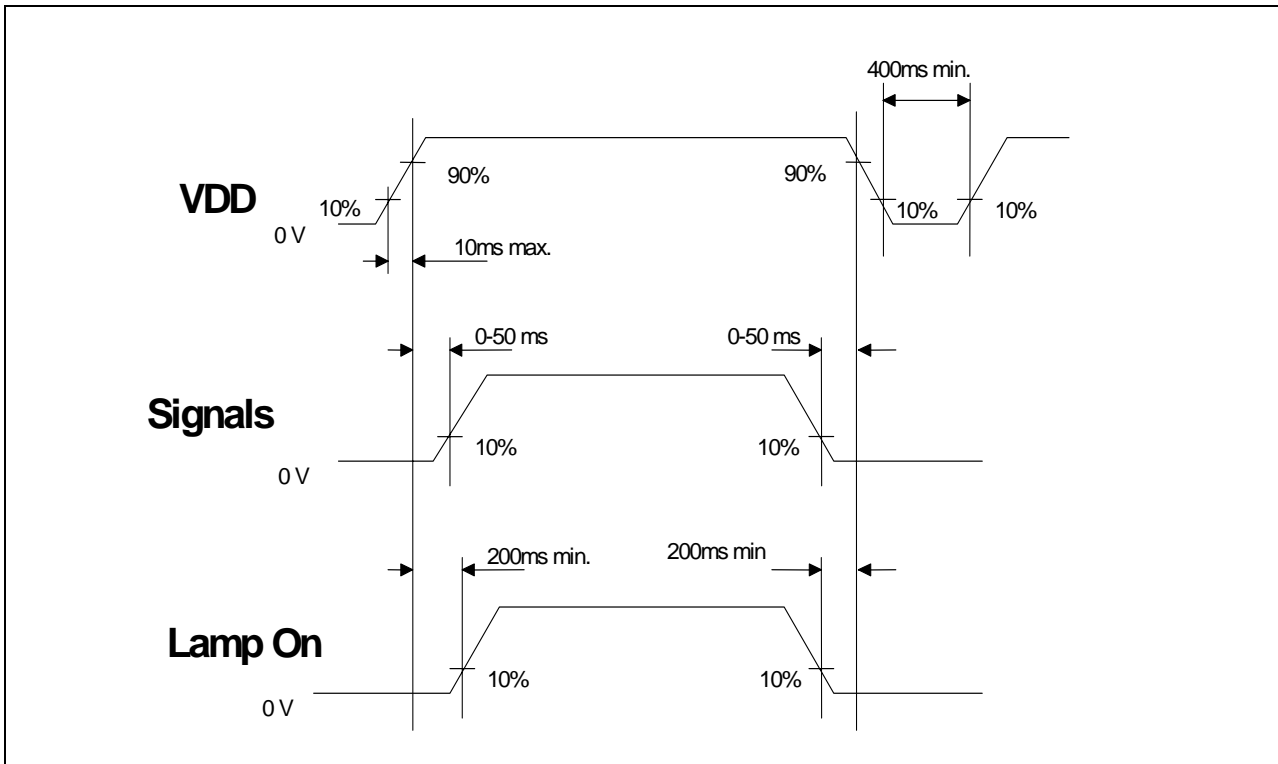 400ms min.
VDD
90%
90%
10%
10%
10%
0 V
10ms max.
0-50 ms
0-50 ms
Signals
10%
10%
0 V
200ms min.
200ms min
Lamp On
10%
10%
0 V